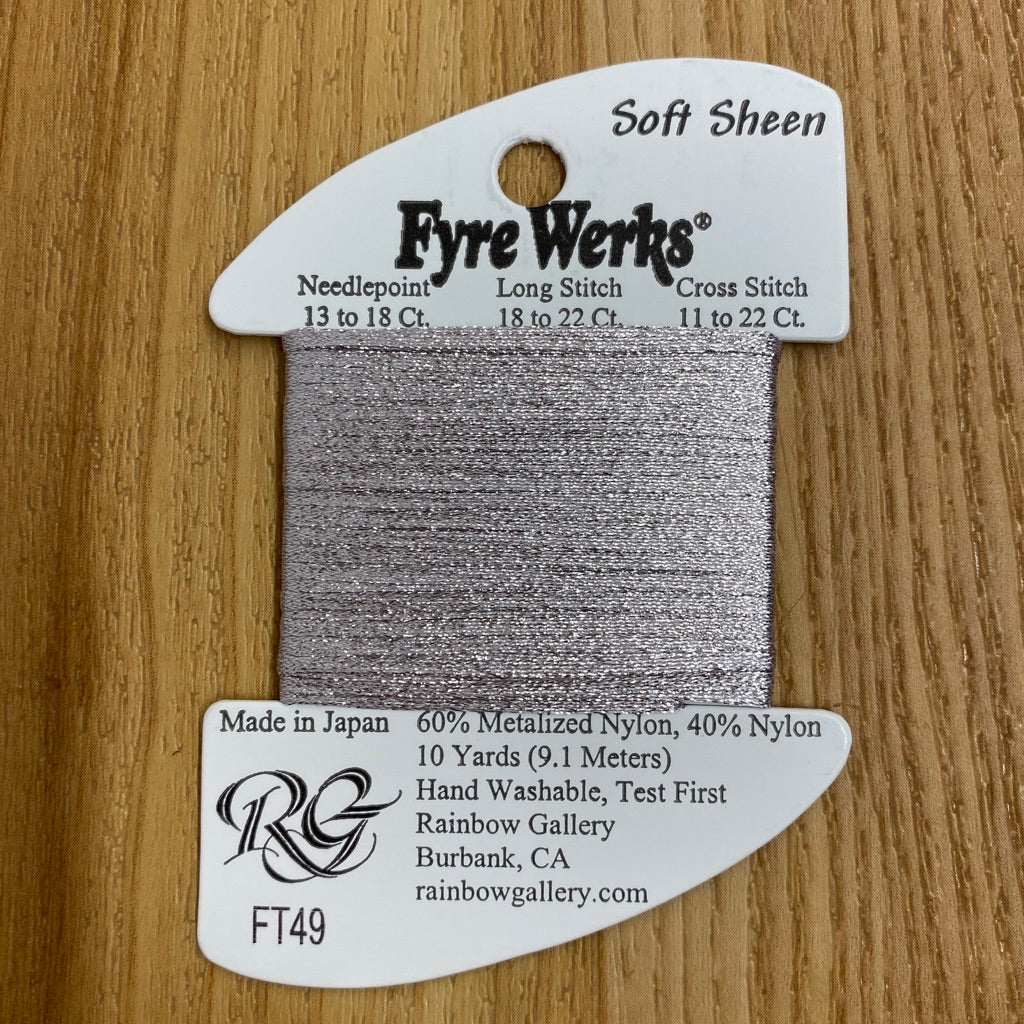 Soft Sheen
Fyre Werks®
Needlepoint Long Stitch Cross Stitch
13 to 18 Ct. 18 to 22 Ct. 11 to 22 Ct.
Made in Japan 60% Metalized Nylon, 40% Nylon
10 Yards (9.1 Meters)
Hand Washable, Test First
Rainbow Gallery
Burbank, CA
rainbowgallery.com
RG
FT49